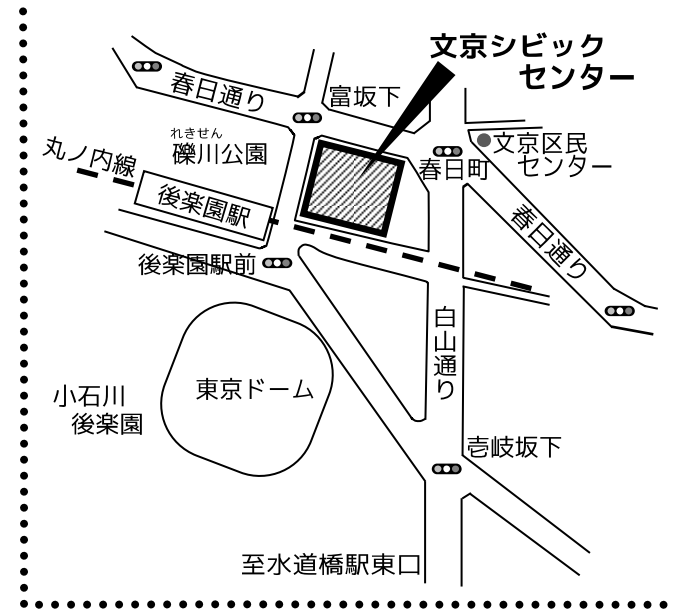 文京シビック
センター
春日通り
富坂下
れきせん
礫川公園
丸ノ内線
文京区民
センター
春日町
後楽園駅
春日通り
後楽園駅前
白山通り
東京ドーム
小石川
後楽園
壱岐坂下
至水道橋駅東口